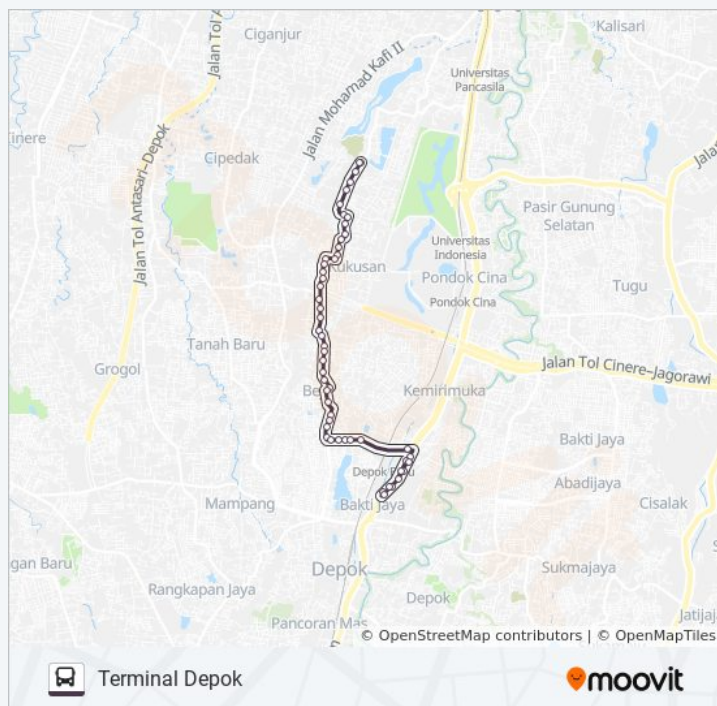 Ciganjur
Kalisari
Jalan Tol A
Jalan Mohamad Kafi II
Universitas
Pancasila
Cinere
Cipedak
Jalan Tol Antasari-Depok
Jala
Pasir Gunung
Selatan
Universitas
Indonesia
Kukusan
Pondok Cina
Pondok Cina
Tugu
Tanah Baru
Grogol
Jalan Tol Cinere–Jagorawi
Be
Kemirimuka
Bakti Jaya
Depok Baru
Abadijaya
Mampang
Bakti Jaya
Cisalak
gan Baru
Depok
Sukmajaya
Rangkapan Jaya
Depok
Pancoran Mas
Jatijaja
© OpenStreetMap contributors | © OpenMapTiles
Terminal Depok
moovit